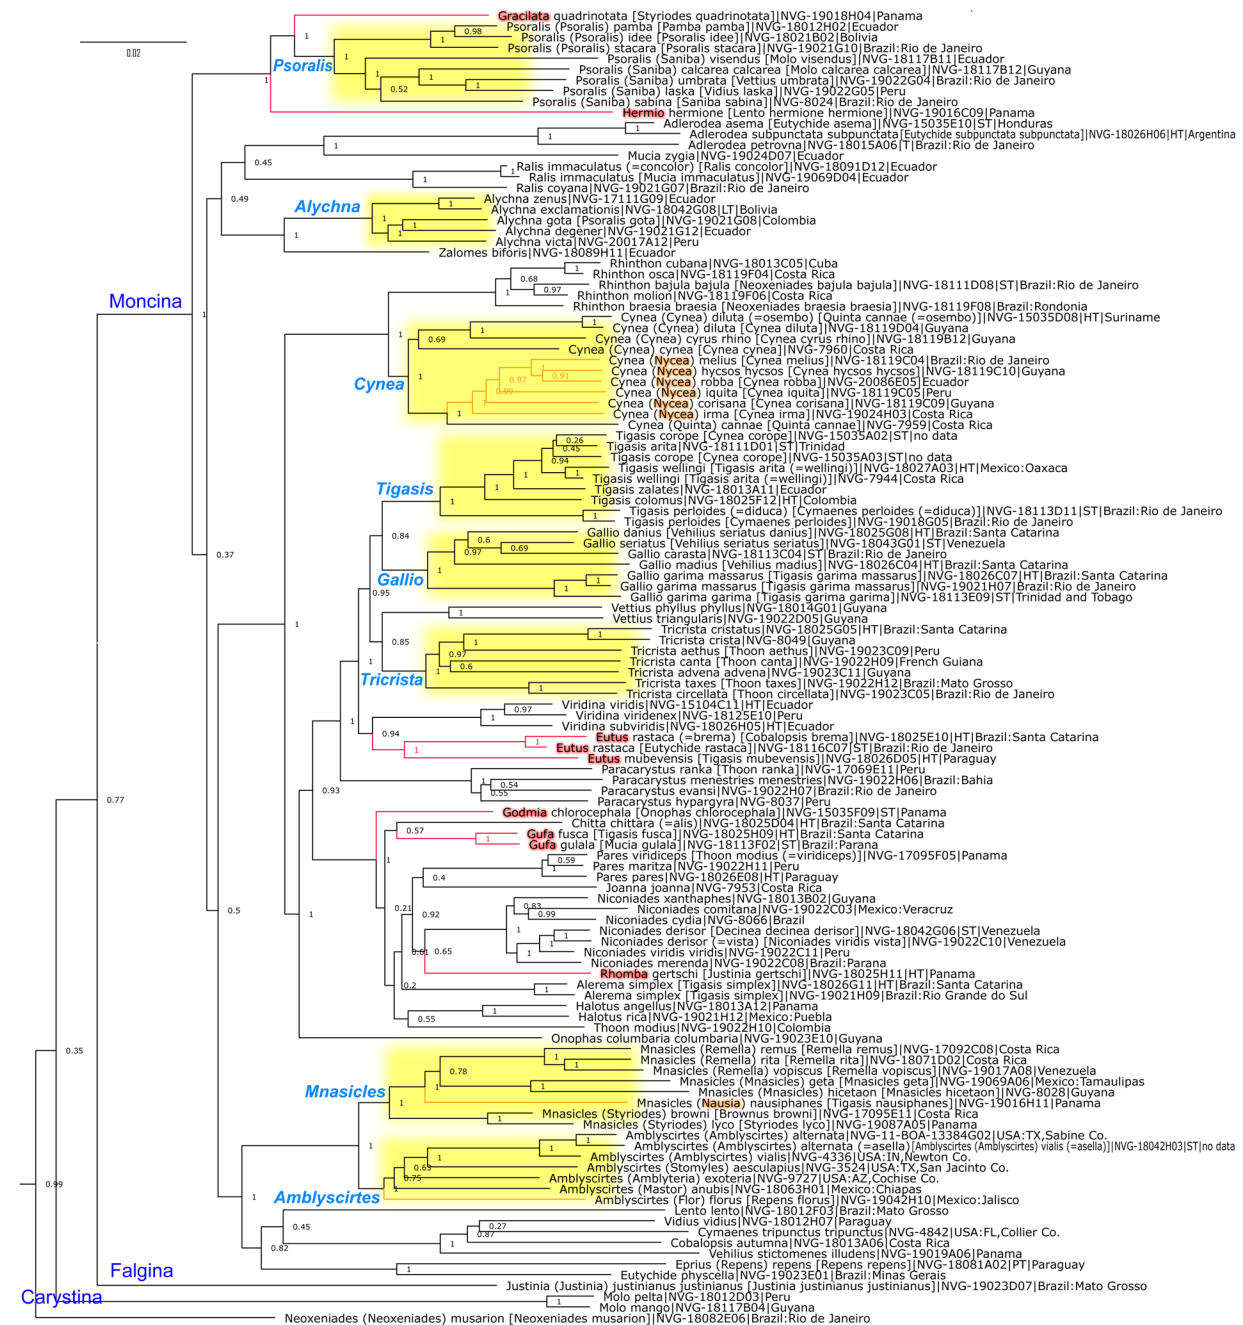 Gracilata quadrinotata [Styriodes quadrinotata]|NVG-19018H04|Panama
Psoralis (Psoralis) pamba [Pamba pamba]|NVG-18012H02|Ecuador
Psoralis (Psoralis) idee [Psoralis idee]|NVG-18021B02|Bolivia
Psoralis (Psoralis) stacara [Psoralis stacara]|NVG-19021G10|Brazil:Rio de Janeiro
Psoralis (Saniba) visendus [Molo visendus]|NVG-18117B11|Ecuador
Psoralis
Psoralis (Saniba) calcarea calcarea [Molo calcarea calcarea]|NVG-18117B12|Guyana
Psoralis (Saniba) umbrata [Vettius umbrata]|NVG-19022G04|Brazil:Rio de Janeiro
Psoralis (Saniba) laska [Vidius laska]|NVG-19022G05|Peru
Psoralis (Saniba) sabina [Saniba sabina]|NVG-8024|Brazil:Rio de Janeiro
Hermio hermione [Lento hermione hermione]|NVG-19016C09|Panama
Adlerodea asema [Eutychide asema]|NVG-15035E10|ST|Honduras
Adlerodea subpunctata subpunctata[Eutychide subpunctata subpunctata]|NVG-18026H06|HT|Argentina
Adlerodea petrovna|NVG-18015A06|T|Brazil:Rio de Janeiro
Mucia zygia|NVG-19024D07|Ecuador
Ralis immaculatus (=concolor) [Ralis concolor]|NVG-18091D12|Ecuador
Ralis immaculatus [Mucia immaculatus]|NVG-19069D04|Ecuador
Ralis coyana|NVG-19021G07|Brazil:Rio de Janeiro
Alychna zenus|NVG-17111G09|Ecuador
Alychna
Alychna exclamationis|NVG-18042G08|LT|Bolivia
Alychna gota [Psoralis gota]|NVG-19021G08|Colombia
Alychna degener|NVG-19021G12|Ecuador
Alychna victa|NVG-20017A12|Peru
Zalomes biforis|NVG-18089H11|Ecuador
Rhinthon cubana|NVG-18013C05|Cuba
Rhinthon osca|NVG-18119F04|Costa Rica
Rhinthon bajula bajula [Neoxeniades bajula bajula]|NVG-18111D08|ST|Brazil:Rio de Janeiro
Rhinthon molion|NVG-18119F06|Costa Rica
Moncina
Rhinthon braesia braesia [Neoxeniades braesia braesia]|NVG-18119F08|Brazil:Rondonia
Cynea (Cynea) diluta (=osembo) [Quinta cannae (=osembo)]|NVG-15035D08|HT|Suriname
Cynea (Cynea) diluta [Cynea diluta]|NVG-18119D04|Guyana
Cynea (Cynea) cyrus rhino [Cynea cyrus rhino]|NVG-18119B12|Guyana
Cynea (Cynea) cynea [Cynea cynea]|NVG-7960|Costa Rica
Cynea (Nycea) melius [Cynea melius]|NVG-18119C04|Brazil:Rio de Janeiro
Cynea (Nycea) hycsos hycsos [Cynea hycsos hycsos]|NVG-18119C10|Guyana
Cynea
Cynea (Nycea) robba [Cynea robba]|NVG-20086E05|Ecuador
Cynea (Nycea) iquita [Cynea iquita]|NVG-18119C05|Peru
Cynea (Nycea) corisana [Cynea corisana]|NVG-18119C09|Guyana
Cynea (Nycea) irma [Cynea irma]|NVG-19024H03|Costa Rica
Cynea (Quinta) cannae [Quinta cannae]|NVG-7959|Costa Rica
Tigasis corope [Cynea corope]|NVG-15035A02|ST|no data
Tigasis arita|NVG-18111D01|ST|Trinidad
Tigasis corope [Cynea corope]|NVG-15035A03|ST|no data
Tigasis wellingi [Tigasis arita (=wellingi)]|NVG-18027A03|HT|Mexico:Oaxaca
Tigasis wellingi [Tigasis arita (=wellingi)]|NVG-7944|Costa Rica
Tigasis
Tigasis zalates|NVG-18013A11|Ecuador
Tigasis colomus|NVG-18025F12|HT|Colombia
Tigasis perloides (=diduca) [Cymaenes perloides (=diduca)]|NVG-18113D11|ST|Brazil:Rio de Janeiro
Tigasis perloides [Cymaenes perloides]|NVG-19018G05|Brazil:Rio de Janeiro
Gallio danius [Vehilius seriatus danius]|NVG-18025G08|HT|Brazil:Santa Catarina
Gallio seriatus [Vehilius seriatus seriatus]|NVG-18043G01|ST|Venezuela
Gallio carasta|NVG-18113C04|ST|Brazil:Rio de Janeiro
Gallio madius [Vehilius madius]|NVG-18026C04|HT|Brazil:Santa Catarina
Gallio
Gallio garima massarus [Tigasis garima massarus]|NVG-18026C07|HT|Brazil:Santa Catarina
Gallio garima massarus [Tigasis garima massarus]|NVG-19021H07|Brazil:Rio de Janeiro
Gallio garima garima [Tigasis garima garima]|NVG-18113E09|ST|Trinidad and Tobago
Vettius phyllus phyllus|NVG-18014G01|Guyana
Vettius triangularis|NVG-19022D05|Guyana
Tricrista cristatus|NVG-18025G05|HT|Brazil:Santa Catarina
Tricrista crista|NVG-8049|Guyana
Tricrista aethus [Thoon aethus]|NVG-19023C09|Peru
Tricrista canta [Thoon canta]|NVG-19022H09|French Guiana
Tricrista advena advena|NVG-19023C11|Guyana
Tricrista
Tricrista taxes [Thoon taxes]|NVG-19022H12|Brazil:Mato Grosso
Tricrista circellata [Thoon circellata]|NVG-19023C05|Brazil:Rio de Janeiro
Viridina viridis|NVG-15104C11|HT|Ecuador
Viridina viridenex|NVG-18125E10|Peru
Viridina subviridis|NVG-18026H05|HT|Ecuador
Eutus rastaca (=brema) [Cobalopsis brema]|NVG-18025E10|HT|Brazil:Santa Catarina
Eutus rastaca [Eutychide rastaca]|NVG-18116C07|ST|Brazil:Rio de Janeiro
Eutus mubevensis [Tigasis mubevensis]|NVG-18026D05|HT|Paraguay
Paracarystus ranka [Thoon ranka]|NVG-17069E11|Peru
Paracarystus menestries menestries|NVG-19022H06|Brazil:Bahia
Paracarystus evansi|NVG-19022H07|Brazil:Rio de Janeiro
Paracarystus hypargyra|NVG-8037|Peru
Godmia chlorocephala [Onophas chlorocephala]|NVG-15035F09|ST|Panama
Chitta chittara (=alis)|NVG-18025D04|HT|Brazil:Santa Catarina
Gufa fusca [Tigasis fusca]|NVG-18025H09|HT|Brazil:Santa Catarina
Gufa gulala [Mucia gulala]|NVG-18113F02|ST|Brazil:Parana
Pares viridiceps [Thoon modius (=viridiceps)]|NVG-17095F05|Panama
Pares maritza|NVG-19022H11|Peru
Pares pares|NVG-18026E08|HT|Paraguay
Joanna joanna|NVG-7953|Costa Rica
Niconiades xanthaphes|NVG-18013B02|Guyana
Niconiades comitana|NVG-19022C03|Mexico:Veracruz
Niconiades cydia|NVG-8066|Brazil
Niconiades derisor [Decinea decinea derisor]|NVG-18042G06|ST|Venezuela
Niconiades derisor (=vista) [Niconiades viridis vista]|NVG-19022C10|Venezuela
Niconiades viridis viridis|NVG-19022C11|Peru
Niconiades merenda|NVG-19022C08|Brazil:Parana
Rhomba gertschi [Justinia gertschi]|NVG-18025H11|HT|Panama
Alerema simplex [Tigasis simplex]|NVG-18026G11|HT|Brazil:Santa Catarina
Alerema simplex [Tigasis simplex]|NVG-19021H09|Brazil:Rio Grande do Sul
Halotus angellus|NVG-18013A12|Panama
Halotus rica|NVG-19021H12|Mexico:Puebla
Thoon modius|NVG-19022H10|Colombia
Onophas columbaria columbaria|NVG-19023E10|Guyana
Mnasicles (Remella) remus [Remella remus]|NVG-17092C08|Costa Rica
Mnasicles (Remella) rita [Remella rita]|NVG-18071D02|Costa Rica
Mnasicles (Remella) vopiscus [Remella vopiscus]|NVG-19017A08|Venezuela
Mnasicles (Mnasicles) geta [Mnasicles geta]|NVG-19069A06|Mexico:Tamaulipas
Mnasicles
Mnasicles (Mnasicles) hicetaon [Mnasicles hicetaon]|NVG-8028|Guyana
Mnasicles (Nausia) nausiphanes [Tigasis nausiphanes]|NVG-19016H11|Panama
Mnasicles (Styriodes) browni [Brownus browni]|NVG-17095E11|Costa Rica
Mnasicles (Styriodes) lyco [Styriodes lyco]|NVG-19087A05|Panama
Amblyscirtes (Amblyscirtes) alternata|NVG-11-BOA-13384G02|USA:TX,Sabine Co.
Amblyscirtes (Amblyscirtes) alternata (=asella)[Amblyscirtes (Amblyscirtes) vialis (=asella)]|NVG-18042H03|ST|no data
Amblyscirtes (Amblyscirtes) vialis|NVG-4336|USA:IN,Newton Co.
Amblyscirtes (Stomyles) aesculapius|NVG-3524|USA:TX,San Jacinto Co.
Amblyscirtes (Amblyteria) exoteria|NVG-9727|USA:AZ,Cochise Co.
Amblyscirtes (Mastor) anubis|NVG-18063H01|Mexico:Chiapas
Amblyscirtes
Amblyscirtes (Flor) florus [Repens florus]|NVG-19042H10|Mexico:Jalisco
Lento lento|NVG-18012F03|Brazil:Mato Grosso
Vidius vidius|NVG-18012H07|Paraguay
Cymaenes tripunctus tripunctus|NVG-4842|USA:FL,Collier Co.
Cobalopsis autumna|NVG-18013A06|Costa Rica
Vehilius stictomenes illudens|NVG-19019A06|Panama
Eprius (Repens) repens [Repens repens]|NVG-18081A02|PT|Paraguay
Falgina
Eutychide physcella|NVG-19023E01|Brazil:Minas Gerais
Justinia (Justinia) justinianus justinianus [Justinia justinianus justinianus]|NVG-19023D07|Brazil:Mato Grosso
Carystina
Molo pelta|NVG-18012D03|Peru
Molo mango|NVG-18117B04|Guyana
Neoxeniades (Neoxeniades) musarion [Neoxeniades musarion]|NVG-18082E06|Brazil:Rio de Janeiro
0.02